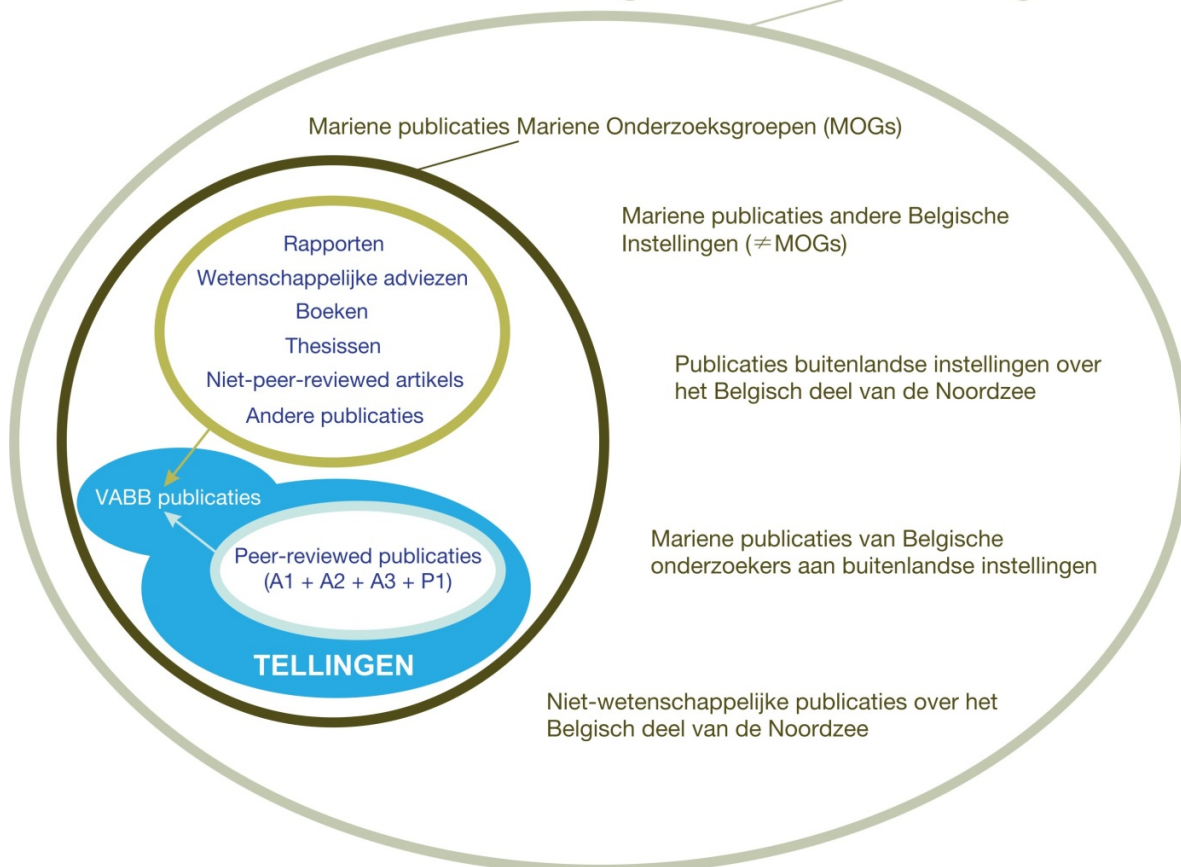 Mariene publicaties Mariene Onderzoeksgroepen (MOGs)
Rapporten
Wetenschappelijke adviezen
Boeken
Thesissen
Niet-peer-reviewed artikels
Andere publicaties
VABB publicaties
Peer-reviewed publicaties
(A1 + A2 + A3 + P1)
TELLINGEN
Mariene publicaties andere Belgische
Instellingen (≠MOGs)
Publicaties buitenlandse instellingen over
het Belgisch deel van de Noordzee
Mariene publicaties van Belgische
onderzoekers aan buitenlandse instellingen
Niet-wetenschappelijke publicaties over het
Belgisch deel van de Noordzee